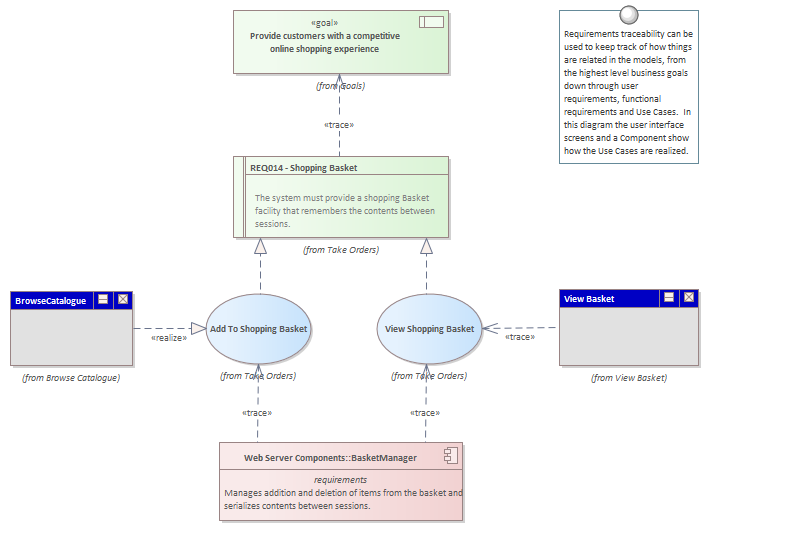 «goal»
Provide customers with a competitive
online shopping experience
(from Goals)
«trace»
Requirements traceability can be
used to keep track of how things
are related in the models, from
the highest level business goals
down through user
requirements, functional
requirements and Use Cases.  In
this diagram the user interface
screens and a Component show
how the Use Cases are realized.
REQ014 - Shopping Basket
The system must provide a shopping Basket
facility that remembers the contents between
sessions.
(from Take Orders)
BrowseCatalogue
(from Browse Catalogue)
«realize»
Add To Shopping Basket
(from Take Orders)
View Shopping Basket
(from Take Orders)
«trace»
View Basket
(from View Basket)
«trace»
«trace»
Web Server Components::BasketManager
requirements
Manages addition and deletion of items from the basket and
serializes contents between sessions.